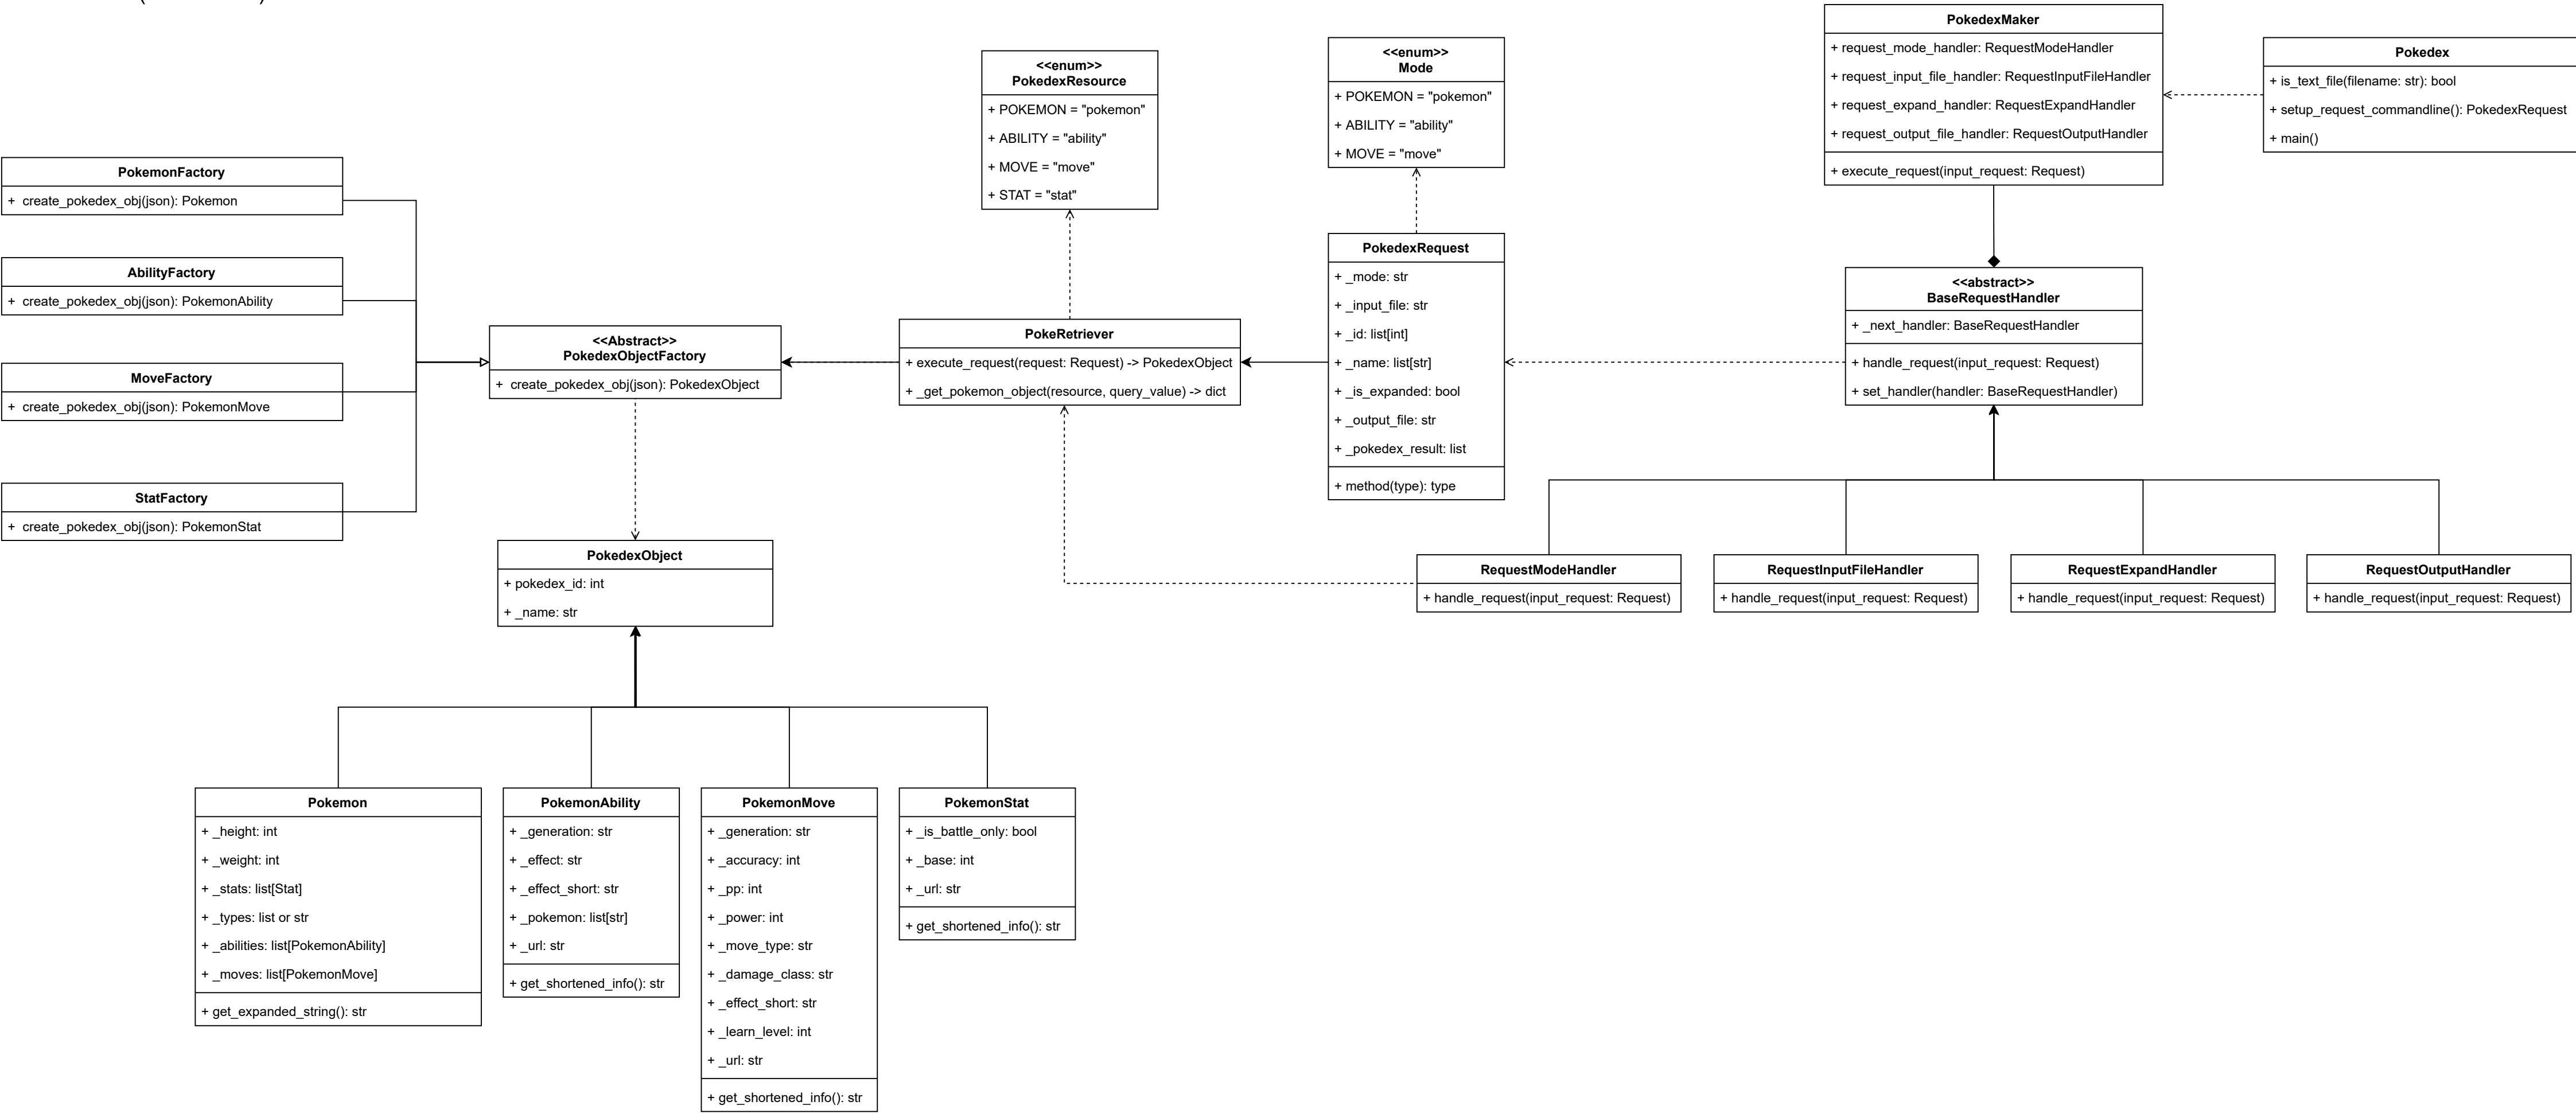 PokedexMaker
+ request_mode_handler: RequestModeHandler
+ request_input_file_handler: RequestInputFileHandler
+ request_expand_handler: RequestExpandHandler
+ request_output_file_handler: RequestOutputHandler
+ execute_request(input_request: Request)
Pokedex
+ is_text_file(filename: str): bool
+ setup_request_commandline(): PokedexRequest
+ main()
<<enum>>
PokedexResource
+ POKEMON = "pokemon"
+ ABILITY = "ability"
+ MOVE = "move"
+ STAT = "stat"
<<enum>>
Mode
+ POKEMON = "pokemon"
+ ABILITY = "ability"
+ MOVE = "move"
PokemonFactory
+ create_pokedex_obj(json): Pokemon
AbilityFactory
+ create_pokedex_obj(json): PokemonAbility
MoveFactory
+ create_pokedex_obj(json): PokemonMove
StatFactory
+ create_pokedex_obj(json): PokemonStat
<<Abstract>>
PokedexObjectFactory
+ create_pokedex_obj(json): PokedexObject
PokeRetriever
+ execute_request(request: Request) -> PokedexObject
+ _get_pokemon_object(resource, query_value) -> dict
PokedexRequest
+ _mode: str
+ _input_file: str
+ _id: list[int]
+ _name: list[str]
+ _is_expanded: bool
+ _output_file: str
+ _pokedex_result: list
+ method(type): type
<<abstract>>
BaseRequestHandler
+ _next_handler: BaseRequestHandler
+ handle_request(input_request: Request)
+ set_handler(handler: BaseRequestHandler)
PokedexObject
+ pokedex_id: int
+ _name: str
RequestModeHandler
+ handle_request(input_request: Request)
RequestInputFileHandler
+ handle_request(input_request: Request)
RequestExpandHandler
+ handle_request(input_request: Request)
RequestOutputHandler
+ handle_request(input_request: Request)
Pokemon
+ _height: int
+ _weight: int
+ _stats: list[Stat]
+ _types: list or str
+ _abilities: list[PokemonAbility]
+ _moves: list[PokemonMove]
+ get_expanded_string(): str
PokemonAbility
+ _generation: str
+ _effect: str
+ _effect_short: str
+ _pokemon: list[str]
+ _url: str
+ get_shortened_info(): str
PokemonMove
+ _generation: str
+ _accuracy: int
+ _pp: int
+ _power: int
+ _move_type: str
+ _damage_class: str
+ _effect_short: str
+ _learn_level: int
+ _url: str
+ get_shortened_info(): str
PokemonStat
+ _is_battle_only: bool
+ _base: int
+ _url: str
+ get_shortened_info(): str